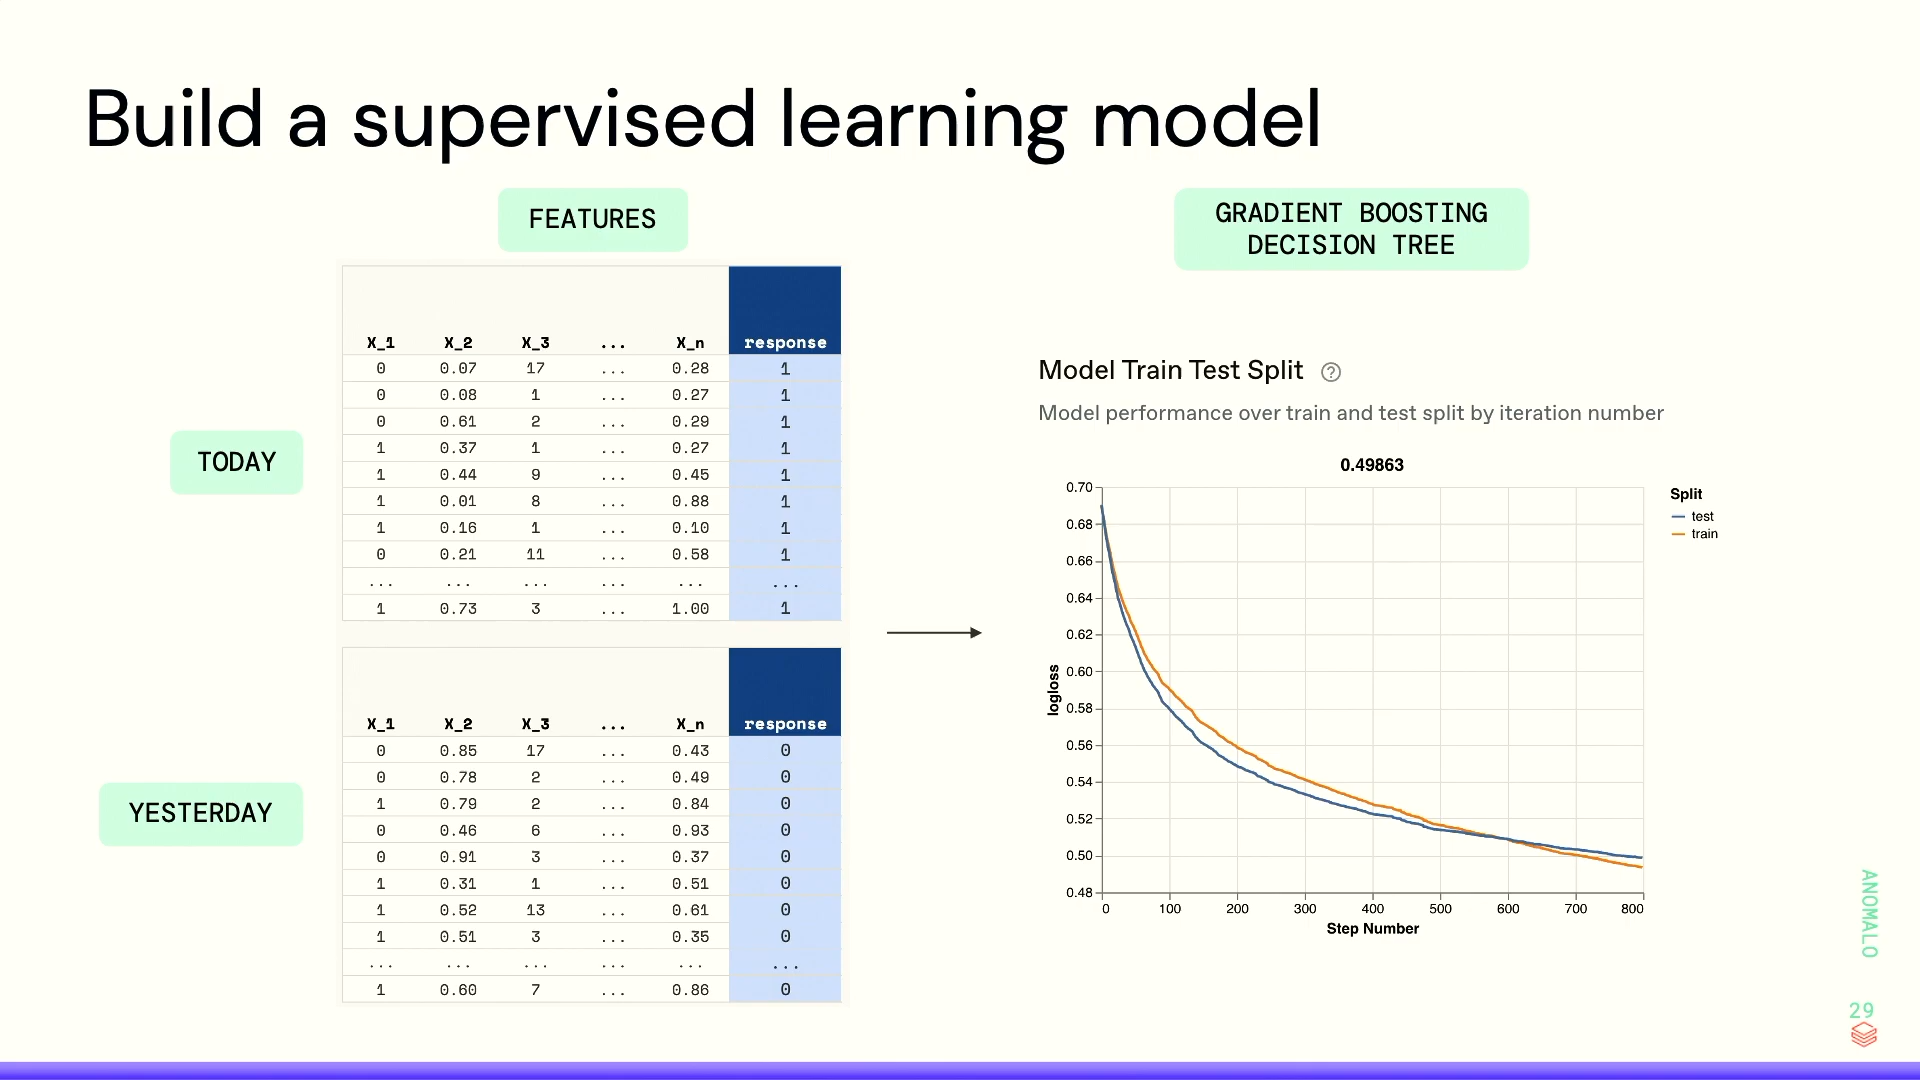 Build a supervised learning model
FEATURES
GRADIENT BOOSTING
DECISION TREE
TODAY
X_1 X_2 X_3 ... X_n response
0 0.07 17 ... 0.28 1
0 0.08 1 ... 0.27 1
0 0.61 2 ... 0.29 1
1 0.37 1 ... 0.27 1
1 0.44 9 ... 0.45 1
1 0.01 8 ... 0.88 1
1 0.16 1 ... 0.10 1
0 0.21 11 ... 0.58 1
... ... ... ... ... ...
1 0.73 3 ... 1.00 1
YESTERDAY
X_1 X_2 X_3 ... X_n response
0 0.85 17 ... 0.43 0
0 0.78 2 ... 0.49 0
1 0.79 2 ... 0.84 0
0 0.46 6 ... 0.93 0
0 0.91 3 ... 0.37 0
1 0.31 1 ... 0.51 0
1 0.52 13 ... 0.61 0
1 0.51 3 ... 0.35 0
... ... ... ... ... ...
1 0.60 7 ... 0.86 0
Model Train Test Split ?
Model performance over train and test split by iteration number
0.49863
0.70
0.68
0.66
0.64
0.62
0.60
0.58
0.56
0.54
0.52
0.50
0.48
logloss
0 100 200 300 400 500 600 700 800
Step Number
Split
test
train
ANOMALO
29